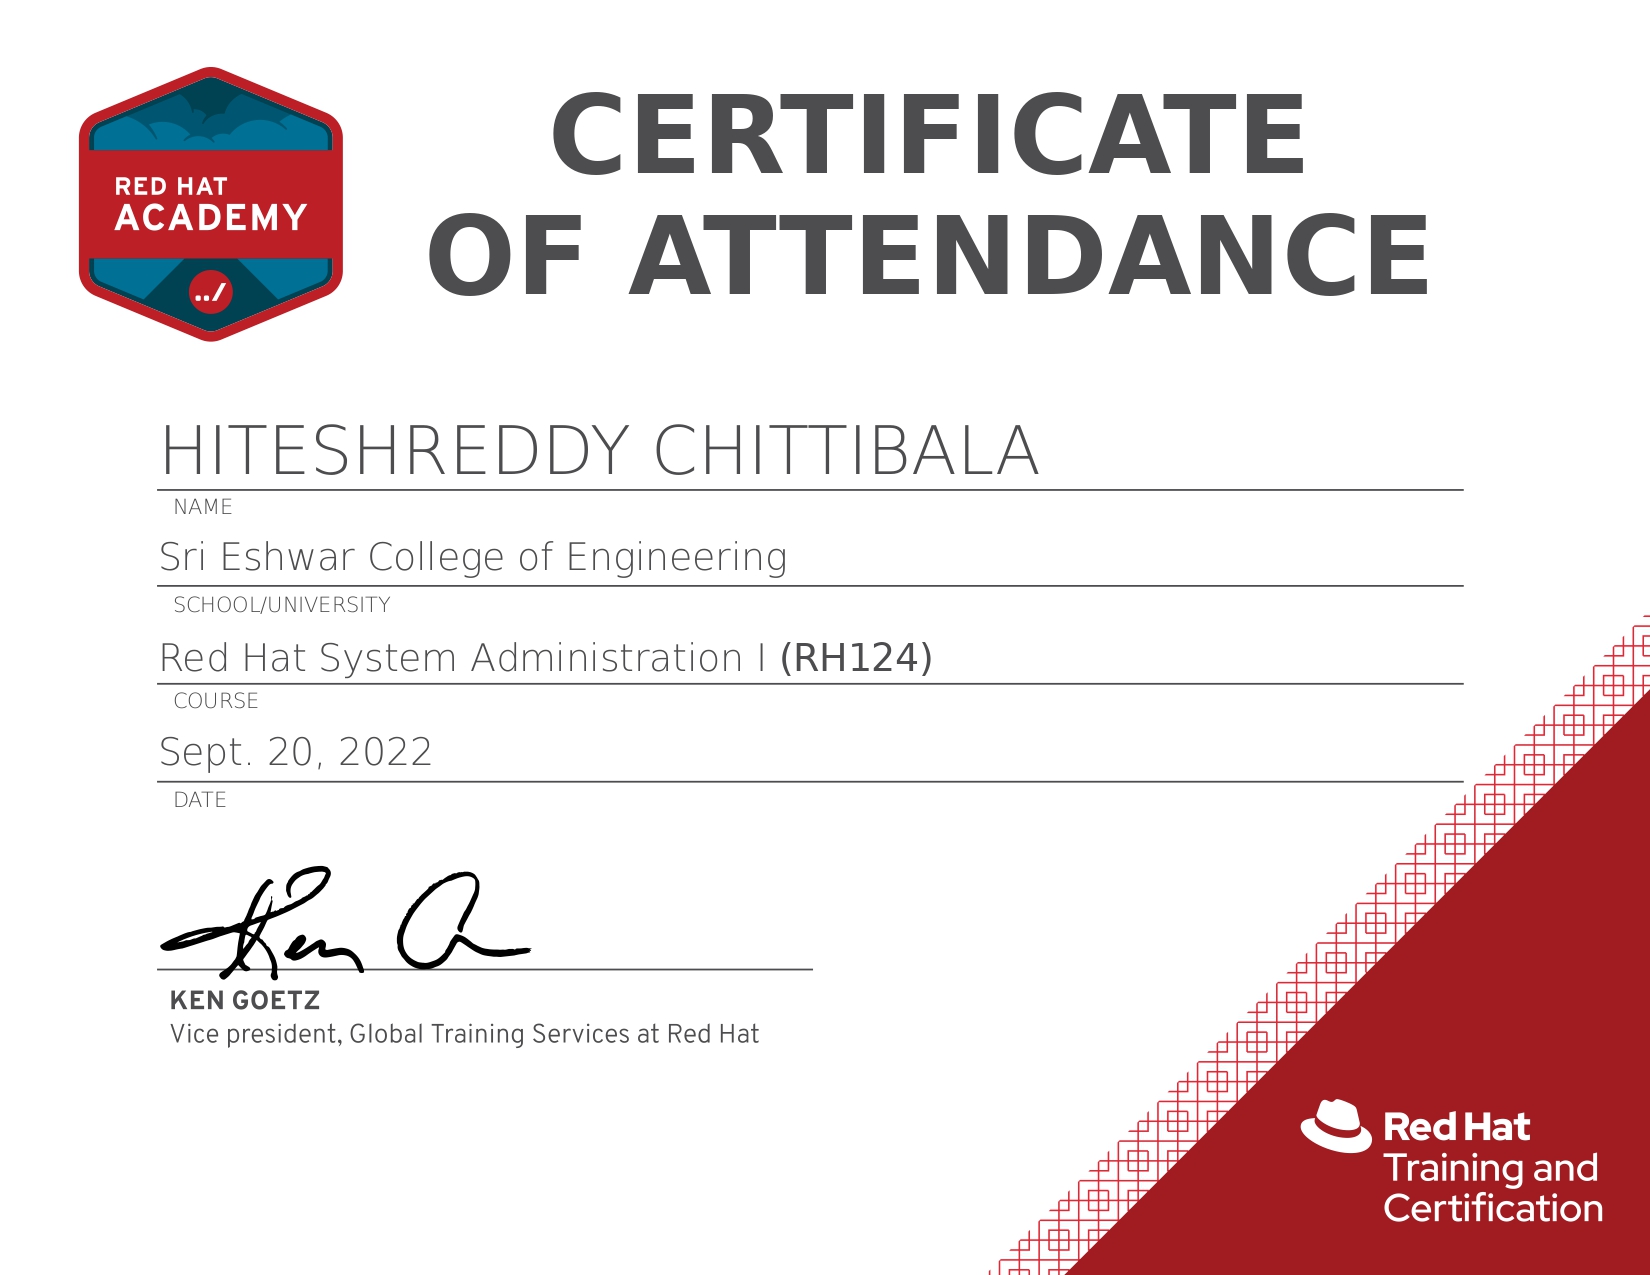 RED HAT
ACADEMY
../
CERTIFICATE
OF ATTENDANCE
HITESHREDDY CHITTIBALA
NAME
Sri Eshwar College of Engineering
SCHOOL/UNIVERSITY
Red Hat System Administration I (RH124)
COURSE
Sept. 20, 2022
DATE
KEN GOETZ
Vice president, Global Training Services at Red Hat
Red Hat
Training and
Certification